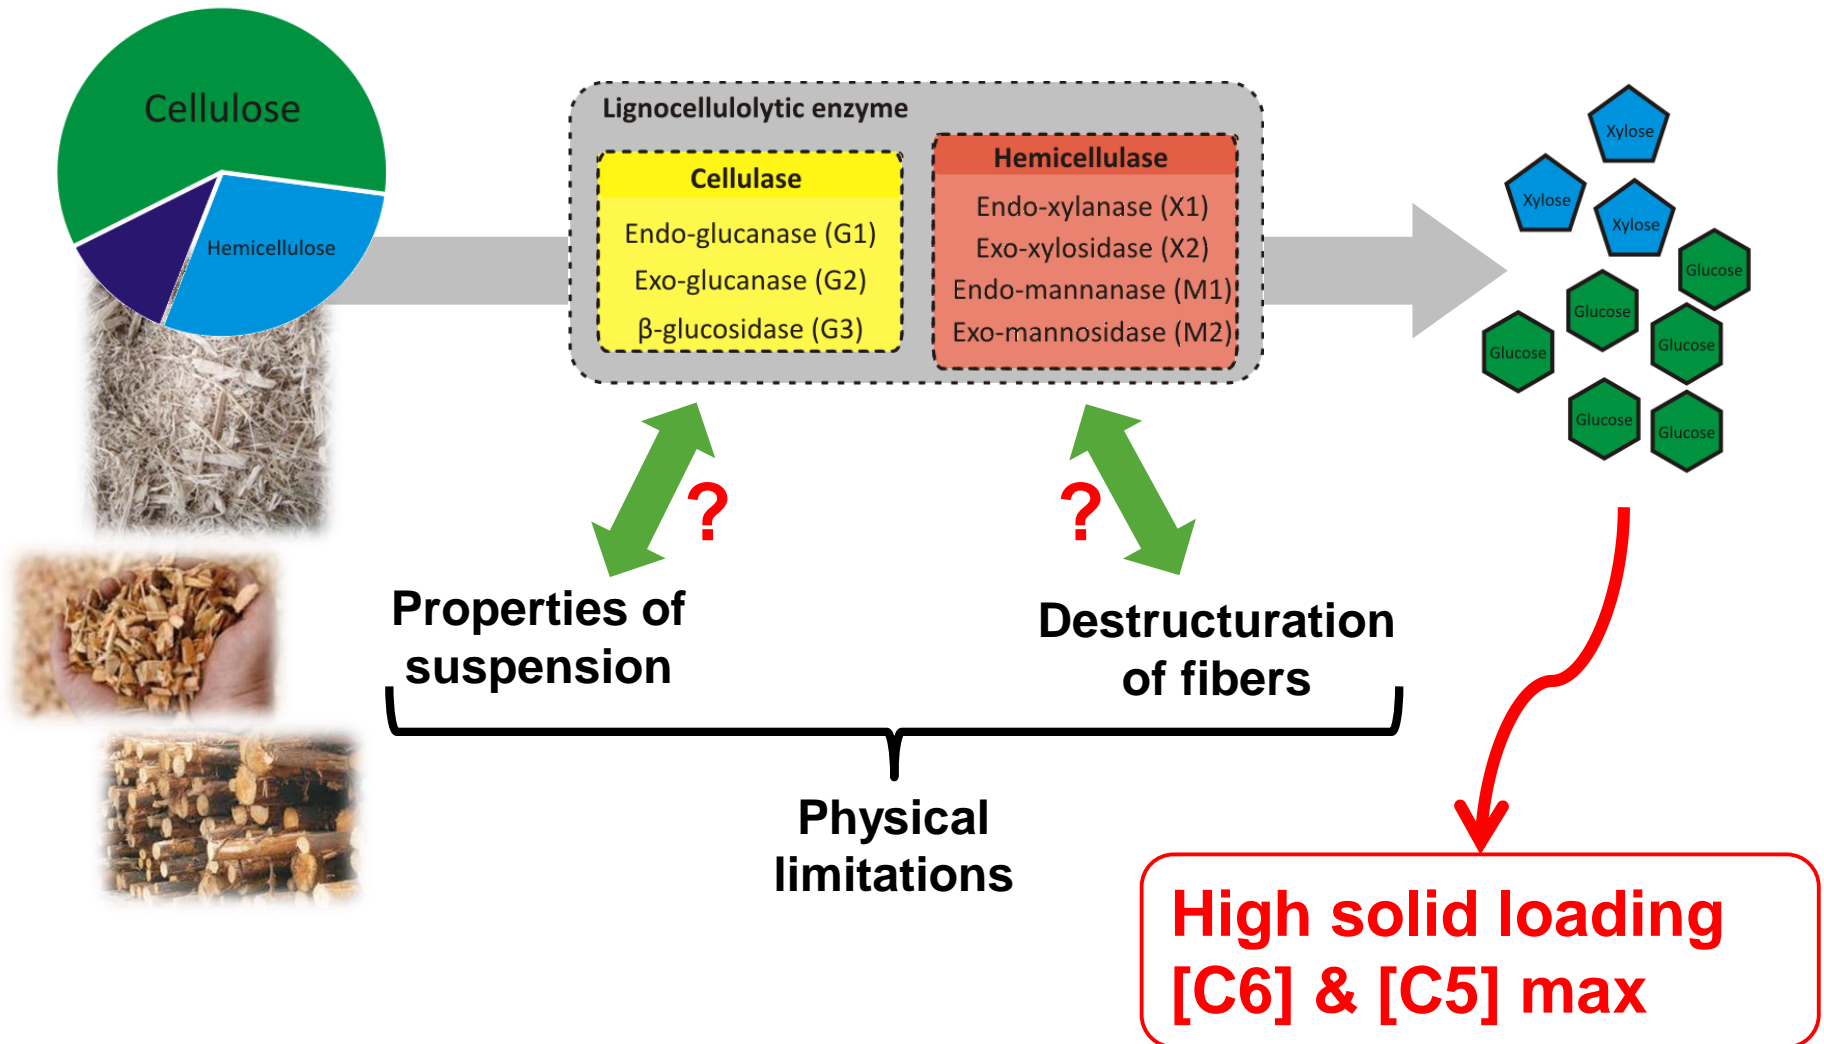 Cellulose
Hemicellulose
Lignocellulolytic enzyme
Cellulase
Endo-glucanase (G1)
Exo-glucanase (G2)
β-glucosidase (G3)
Hemicellulase
Endo-xylanase (X1)
Exo-xylosidase (X2)
Endo-mannanase (M1)
Exo-mannosidase (M2)
Xylose
Xylose
Xylose
Glucose
Glucose
Glucose
Glucose
Glucose
Glucose
?
?
Properties of
suspension
Destructuration
of fibers
Physical
limitations
High solid loading
[C6] & [C5] max